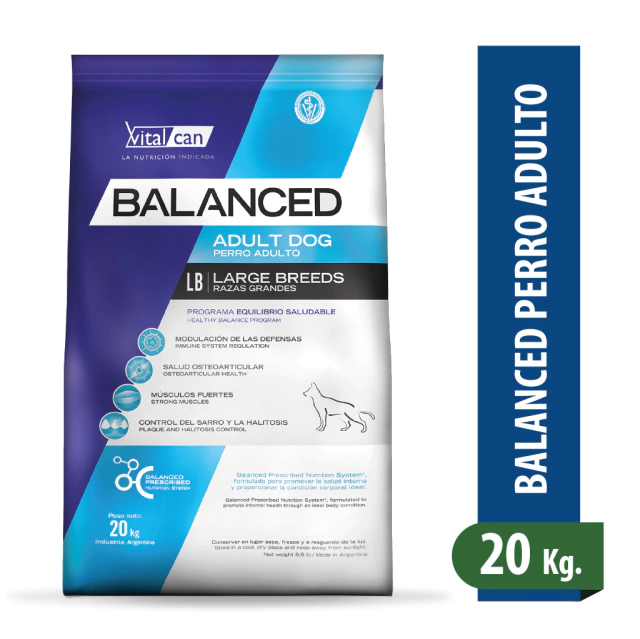 Vital can
LA NUTRICIÓN INDICADA
BALANCED
ADULT DOG
PERRO ADULTO
LB | LARGE BREEDS
RAZAS GRANDES
PROGRAMA EQUILIBRIO SALUDABLE
HEALTHY BALANCE PROGRAM
MODULACIÓN DE LAS DEFENSAS
IMMUNE SYSTEM REGULATION
SALUD OSTEOARTICULAR
OSTEOARTICULAR HEALTH
MÚSCULOS FUERTES
STRONG MUSCLES
CONTROL DEL SARRO Y LA HALITOSIS
PLAQUE AND HALITOSIS CONTROL
BALANCED
PRESCRIBED
NUTRITION SYSTEM
Peso neto:
20 kg
Industria Argentina
Balanced Prescribed Nutrition System®,
formulado para promover la salud interna
y proporcionar la condición corporal ideal.
Balanced Prescribed Nutrition System®, formulated to
promote internal health through an ideal body condition.
Conservar en lugar seco, fresco y a resguardo de la luz.
Store in a cool, dry place and keep away from sunlight.
Net weight 6,6 lb / Made in Argentina
BALANCED PERRO ADULTO
20 Kg.